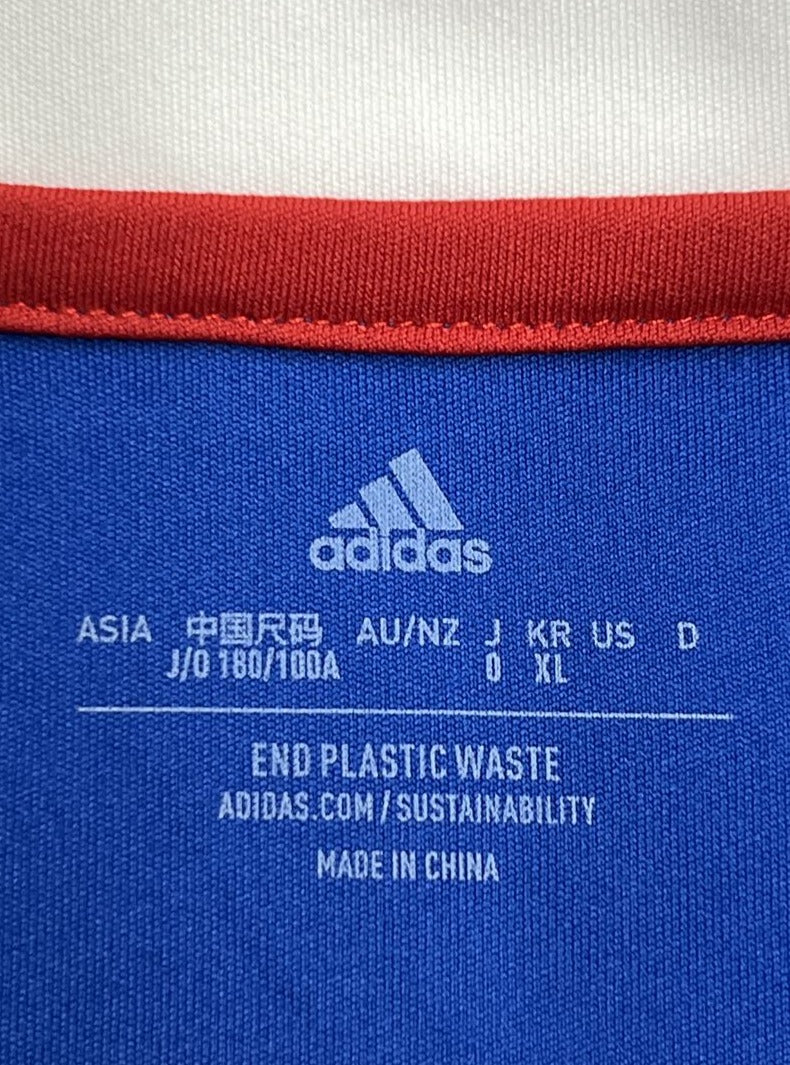 adidas
ASIA 中国尺码 AU/NZ J KR US D
J/O 180/100A O XL
END PLASTIC WASTE
ADIDAS.COM/SUSTAINABILITY
MADE IN CHINA